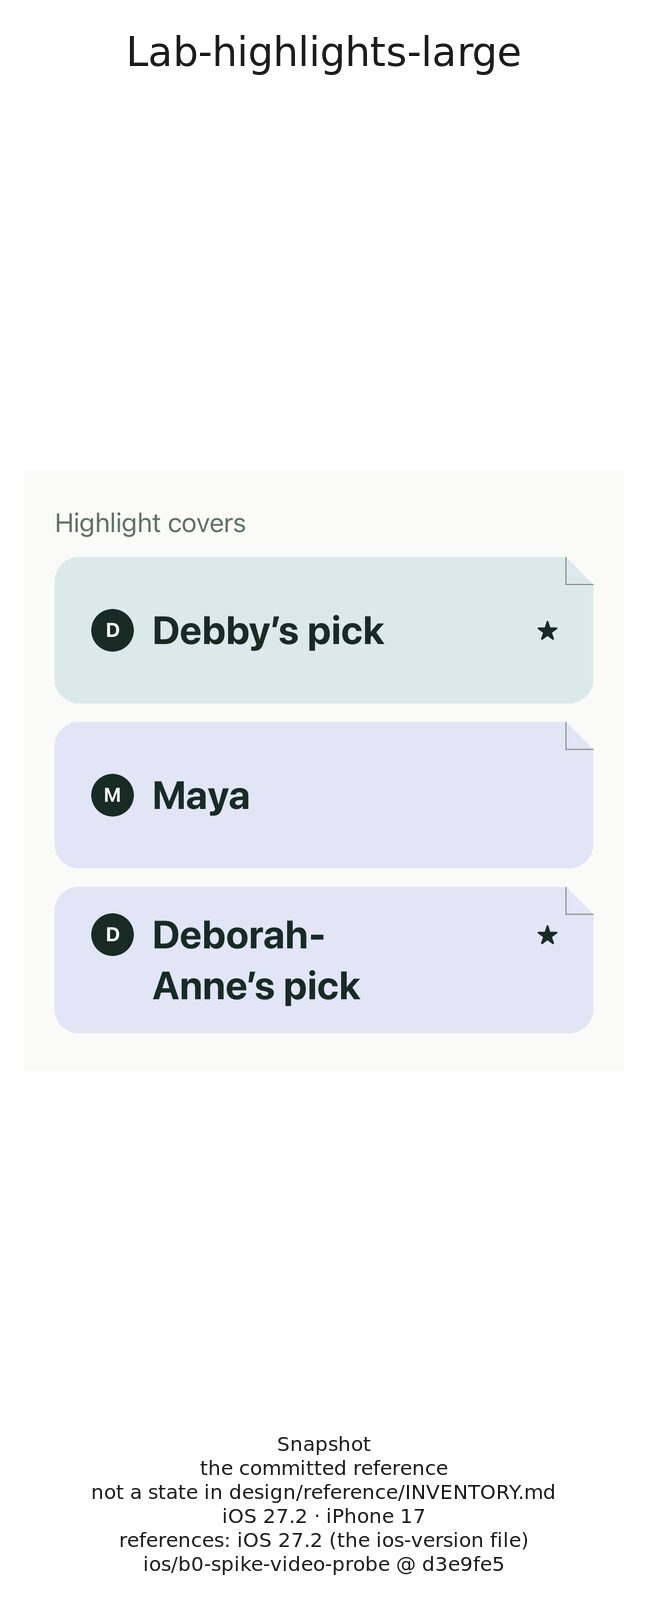 Lab-highlights-large
Highlight covers
D Debby’s pick ★
M Maya
D Deborah-
Anne’s pick ★
Snapshot
the committed reference
not a state in design/reference/INVENTORY.md
iOS 27.2 · iPhone 17
references: iOS 27.2 (the ios-version file)
ios/b0-spike-video-probe @ d3e9fe5